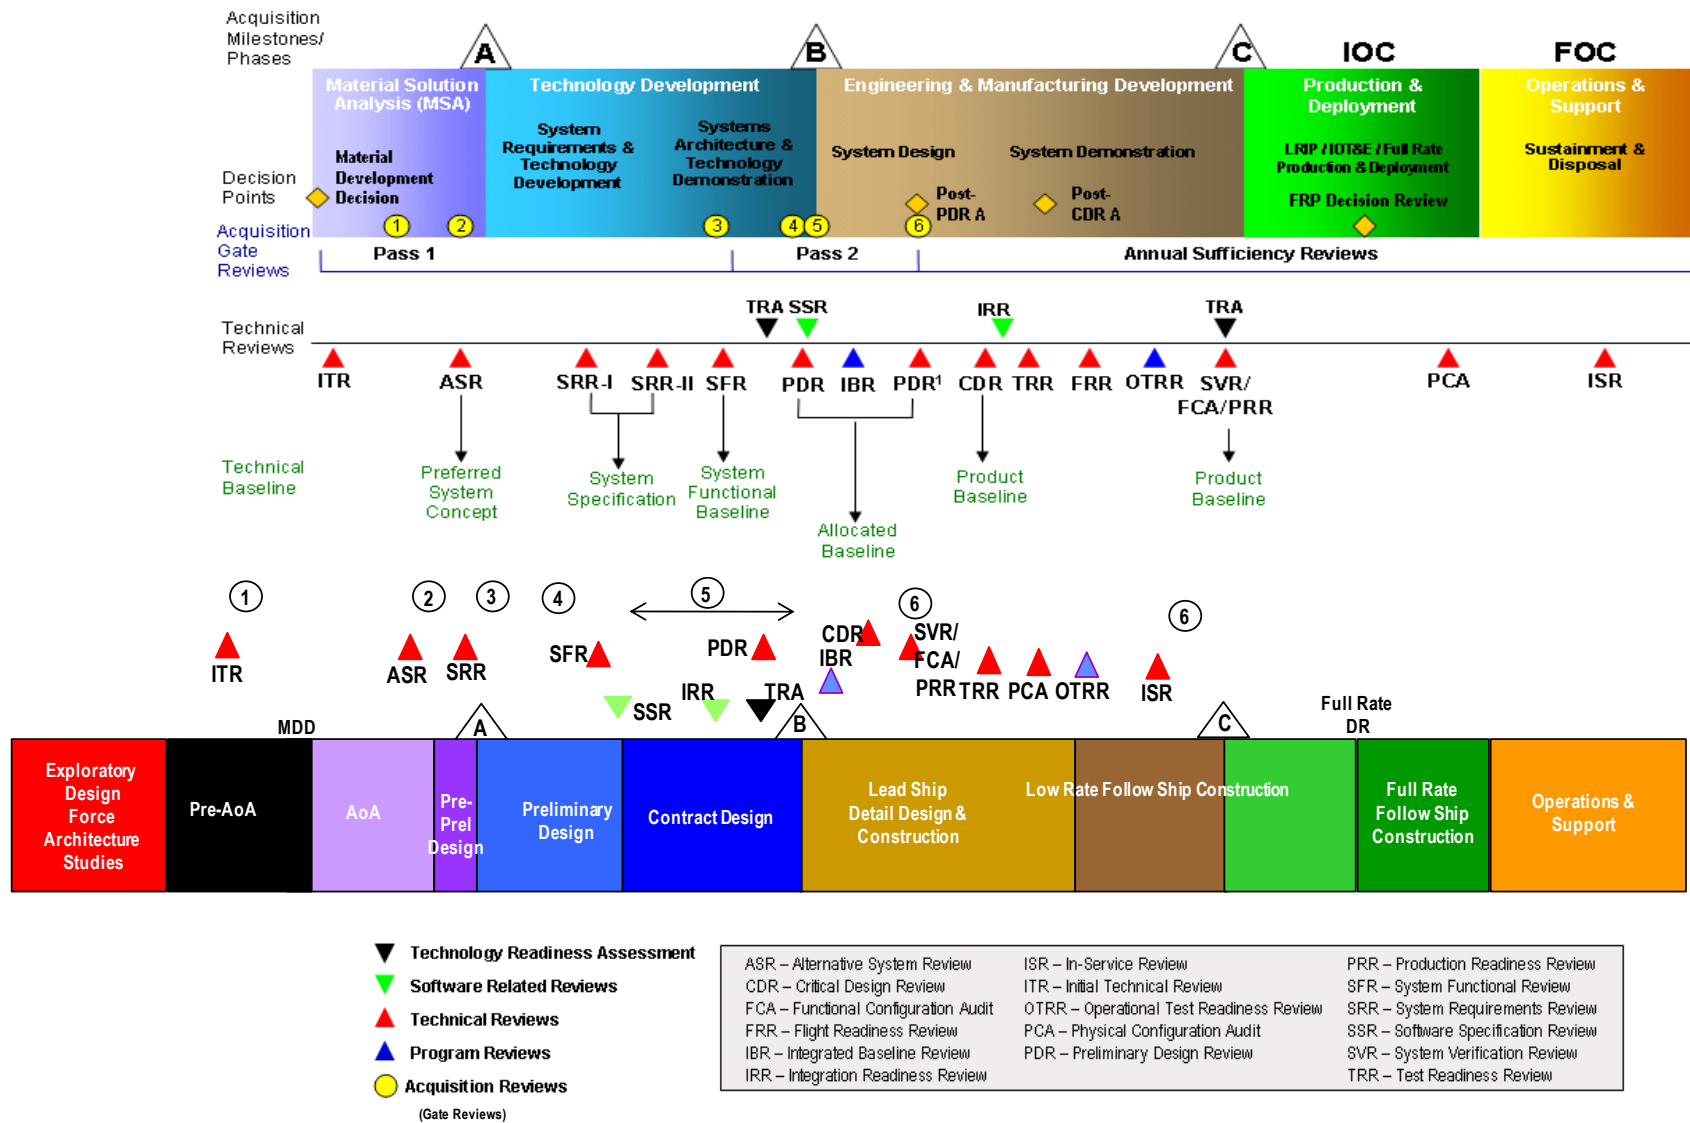 Acquisition
Milestones/
Phases
A
B
C
IOC
FOC
Material Solution
Analysis (MSA)
Technology Development
Engineering & Manufacturing Development
Production &
Deployment
Operations &
Support
System
Requirements &
Technology
Development
Systems
Architecture &
Technology
Demonstration
System Design
System Demonstration
LRIP / IOT&E / Full Rate
Production & Deployment
Sustainment &
Disposal
Decision
Points
Material
Development
Decision
Post-
PDR A
Post-
CDR A
FRP Decision Review
1
2
3
4
5
6
Acquisition
Gate
Reviews
Pass 1
Pass 2
Annual Sufficiency Reviews
Technical
Reviews
TRA
SSR
IRR
TRA
ITR
ASR
SRR-I
SRR-II
SFR
PDR
IBR
PDR¹
CDR
TRR
FRR
OTRR
SVR/
FCA/PRR
PCA
ISR
Technical
Baseline
Preferred
System
Concept
System
Specification
System
Functional
Baseline
Allocated
Baseline
Product
Baseline
Product
Baseline
1
2
3
4
5
6
6
ITR
ASR
SRR
SFR
PDR
CDR
IBR
SVR/
FCA/
PRR
TRR
PCA
OTRR
ISR
SSR
IRR
TRA
MDD
A
B
C
Full Rate
DR
Exploratory
Design
Force
Architecture
Studies
Pre-AoA
AoA
Pre-
Prel
Design
Preliminary
Design
Contract Design
Lead Ship
Detail Design &
Construction
Low Rate Follow Ship Construction
Full Rate
Follow Ship
Construction
Operations &
Support
Technology Readiness Assessment
Software Related Reviews
Technical Reviews
Program Reviews
Acquisition Reviews
(Gate Reviews)
ASR – Alternative System Review
CDR – Critical Design Review
FCA – Functional Configuration Audit
FRR – Flight Readiness Review
IBR – Integrated Baseline Review
IRR – Integration Readiness Review
ISR – In-Service Review
ITR – Initial Technical Review
OTRR – Operational Test Readiness Review
PCA – Physical Configuration Audit
PDR – Preliminary Design Review
PRR – Production Readiness Review
SFR – System Functional Review
SRR – System Requirements Review
SSR – Software Specification Review
SVR – System Verification Review
TRR – Test Readiness Review